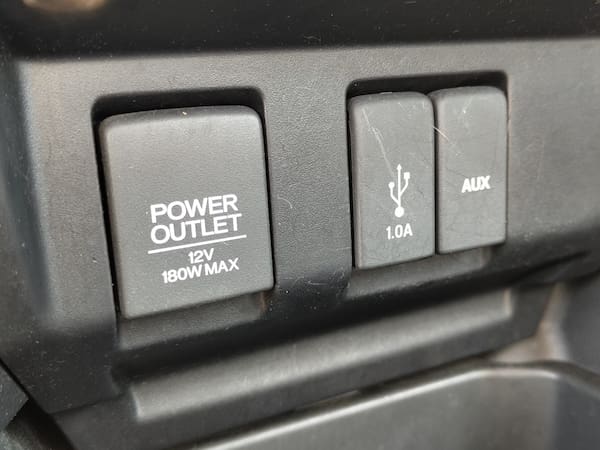 POWER
OUTLET
12V
180W MAX
1.0A
AUX